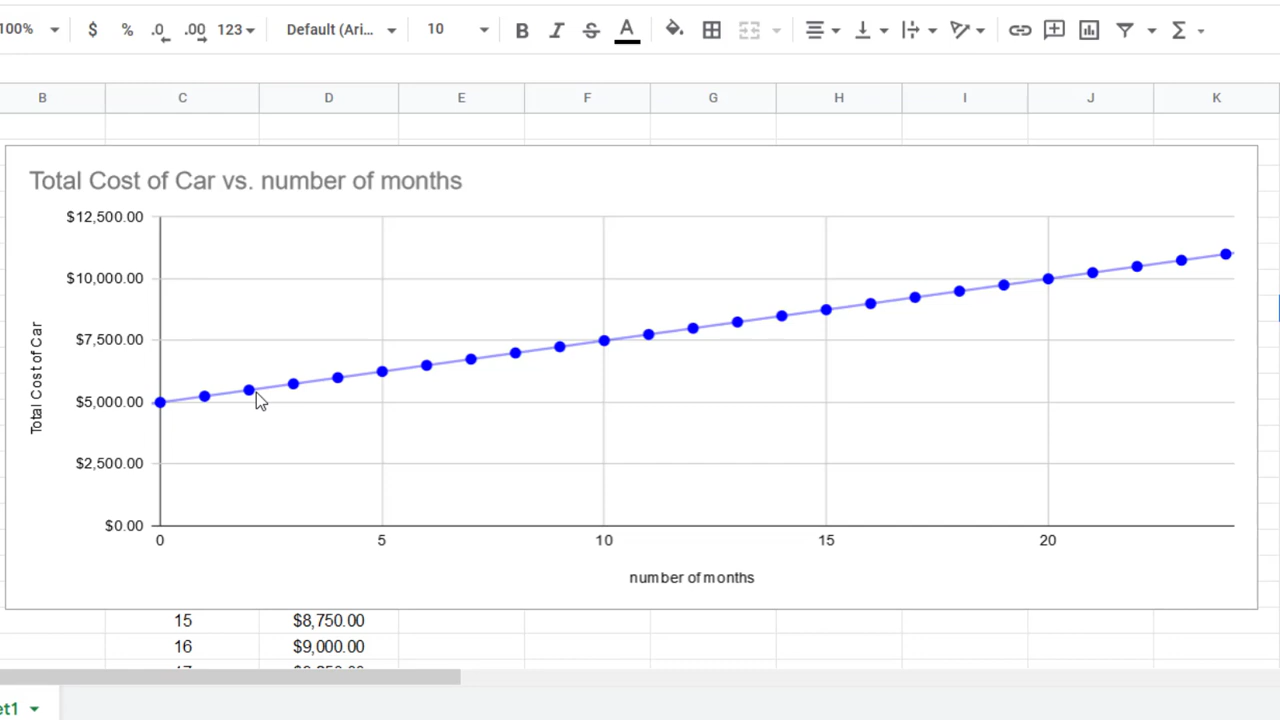 100% $ % .0 .00 123 Default (Ari... 10 B I S A Σ
B C D E F G H I J K
Total Cost of Car vs. number of months
$12,500.00
$10,000.00
$7,500.00
$5,000.00
$2,500.00
$0.00
Total Cost of Car
0 5 10 15 20
number of months
15 $8,750.00
16 $9,000.00
et1